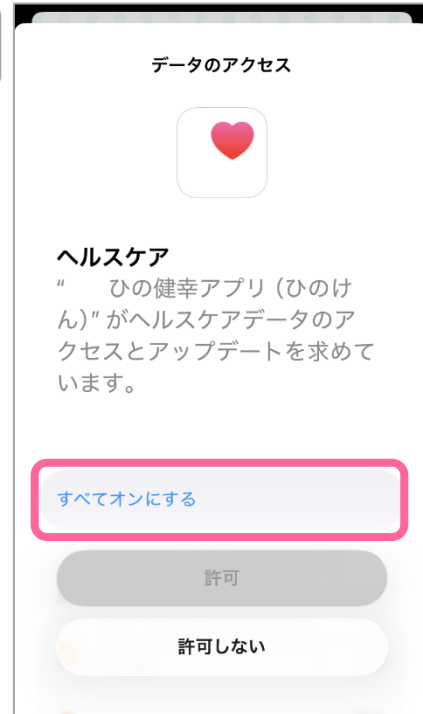 データのアクセス
ヘルスケア
“　　ひの健幸アプリ（ひのけ
ん）”がヘルスケアデータのア
クセスとアップデートを求めて
います。
すべてオンにする
許可
許可しない